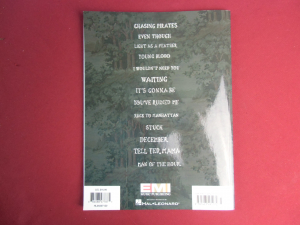 CHASING PIRATES
EVEN THOUGH
LIGHT AS A FEATHER
YOUNG BLOOD
I WOULDN'T NEED YOU
WAITING
IT'S GONNA BE
YOU'VE RUINED ME
BACK TO MANHATTAN
STUCK
DECEMBER
TELL YER MAMA
MAN OF THE HOUR
EMI
HAL•LEONARD